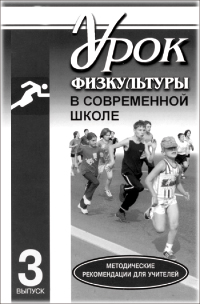 Урок
ФИЗКУЛЬТУРЫ
В СОВРЕМЕННОЙ
ШКОЛЕ
МЕТОДИЧЕСКИЕ
РЕКОМЕНДАЦИИ ДЛЯ УЧИТЕЛЕЙ
3
ВЫПУСК